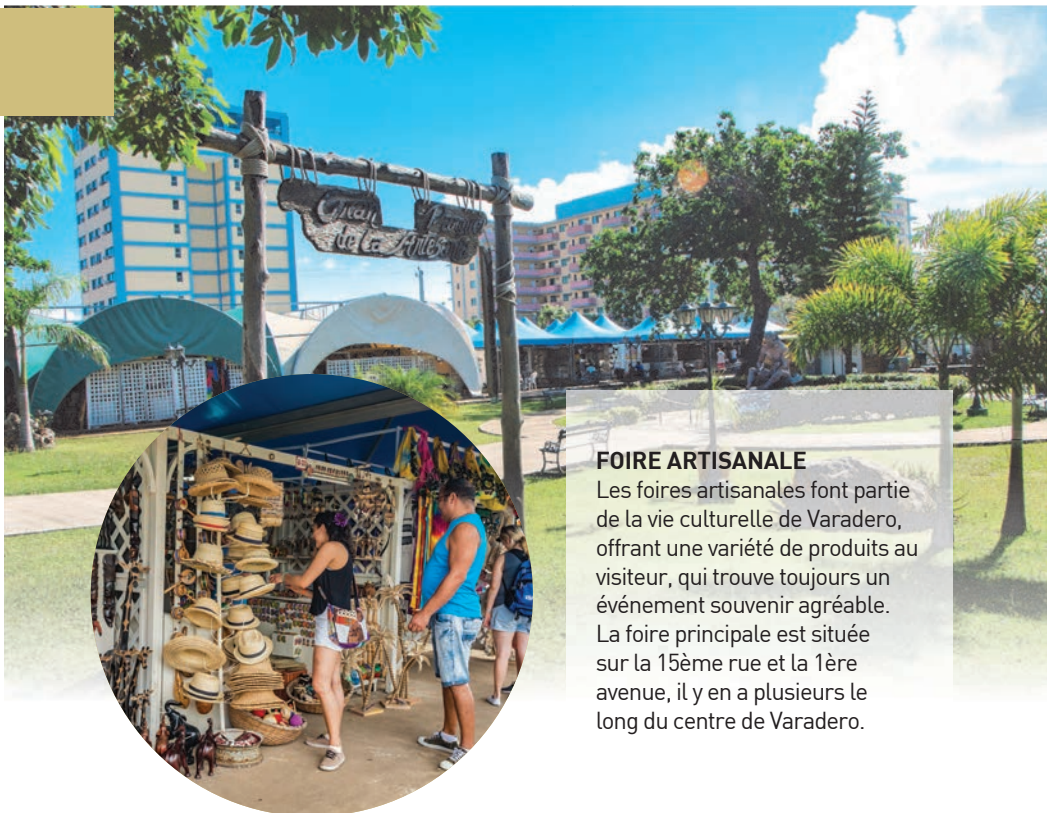 Gran Parque
de la Artesanía
FOIRE ARTISANALE
Les foires artisanales font partie
de la vie culturelle de Varadero,
offrant une variété de produits au
visiteur, qui trouve toujours un
événement souvenir agréable.
La foire principale est située
sur la 15ème rue et la 1ère
avenue, il y en a plusieurs le
long du centre de Varadero.